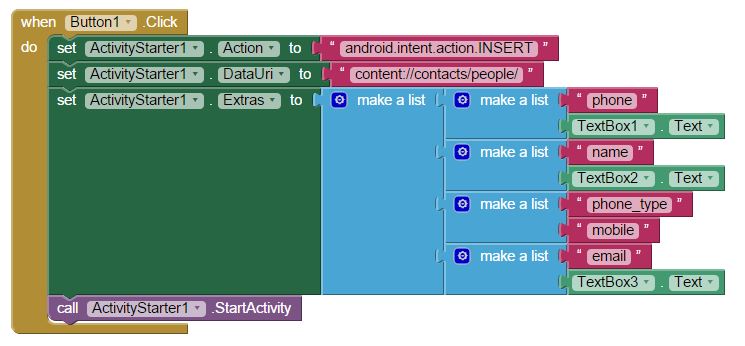 when Button1 .Click
do set ActivityStarter1 . Action to “ android.intent.action.INSERT ”
set ActivityStarter1 . DataUri to “ content://contacts/people/ ”
set ActivityStarter1 . Extras to make a list make a list “ phone ”
TextBox1 . Text
make a list “ name ”
TextBox2 . Text
make a list “ phone_type ”
“ mobile ”
make a list “ email ”
TextBox3 . Text
call ActivityStarter1 .StartActivity